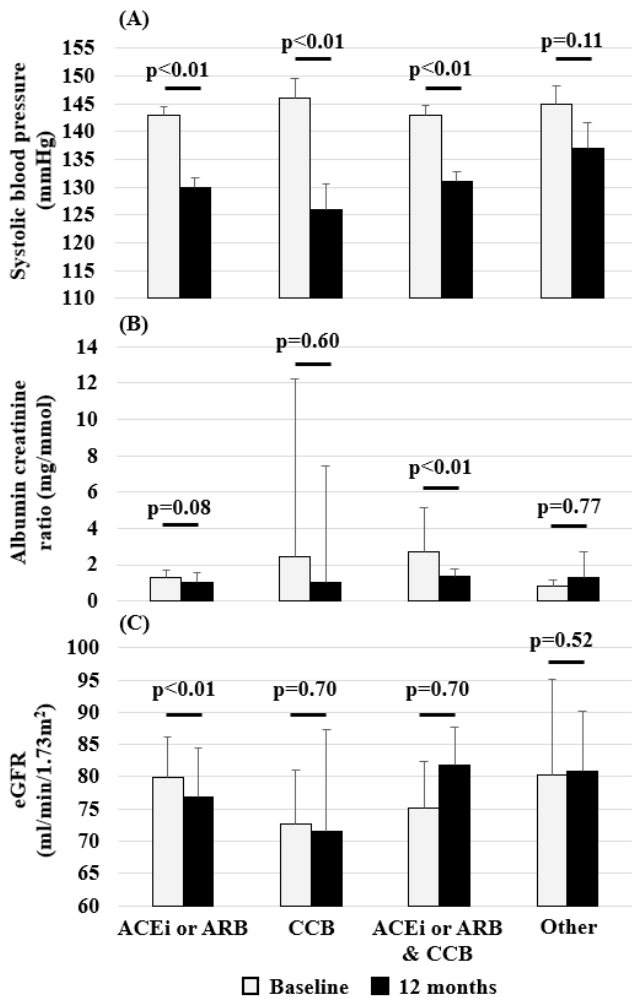 (A)
Systolic blood pressure
(mmHg)
155
150
145
140
135
130
125
120
115
110
p<0.01
p<0.01
p<0.01
p=0.11
(B)
Albumin creatinine
ratio (mg/mmol)
14
12
10
8
6
4
2
0
p=0.08
p=0.60
p<0.01
p=0.77
(C)
eGFR
(ml/min/1.73m²)
100
95
90
85
80
75
70
65
60
p<0.01
p=0.70
p=0.70
p=0.52
ACEi or ARB
CCB
ACEi or ARB
& CCB
Other
Baseline
12 months